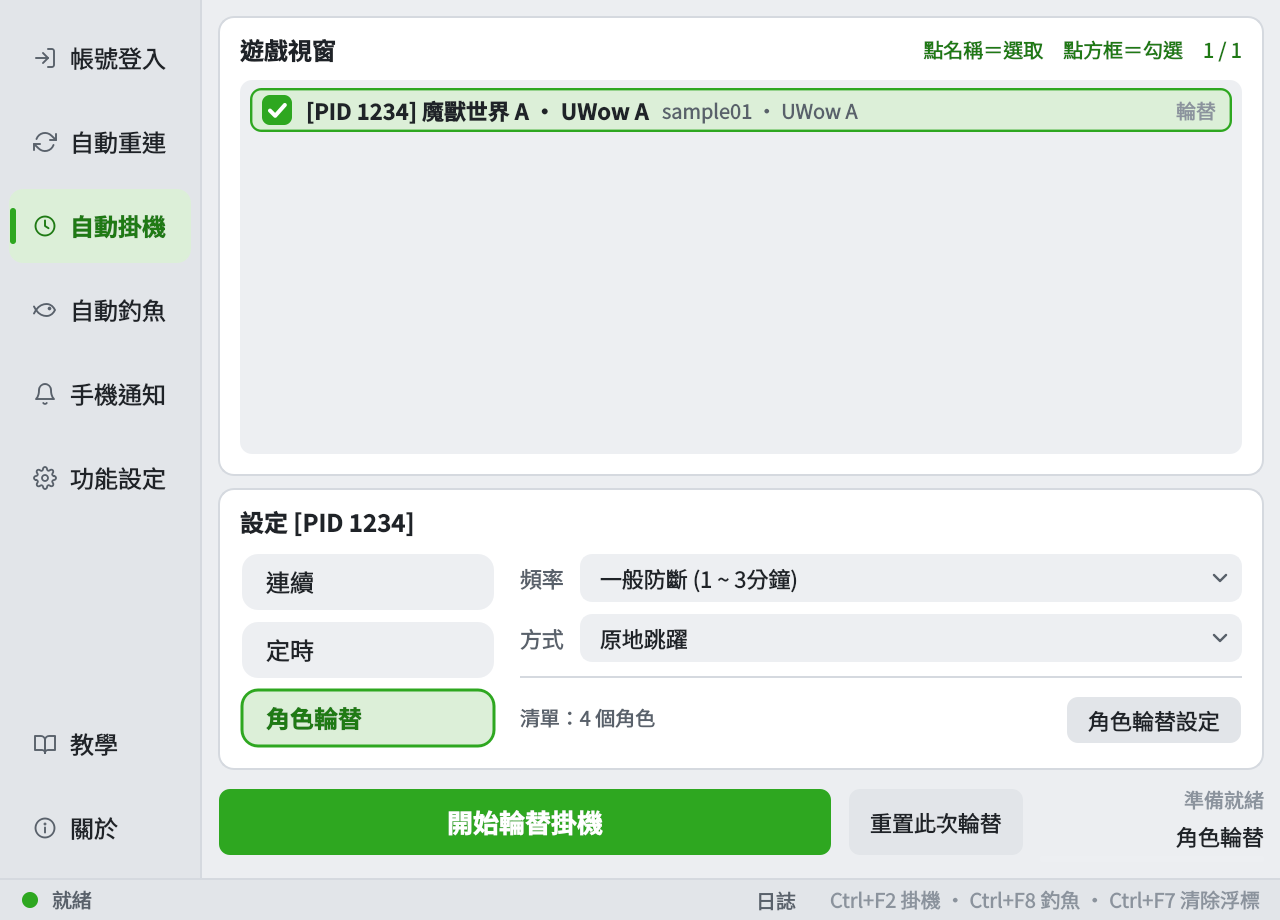 帳號登入
自動重連
自動掛機
自動釣魚
手機通知
功能設定
教學
關於
遊戲視窗
點名稱＝選取 點方框＝勾選 1 / 1
[PID 1234] 魔獸世界 A · UWow A sample01 · UWow A 輪替
設定 [PID 1234]
連續
定時
角色輪替
頻率 一般防斷 (1 ~ 3分鐘)
方式 原地跳躍
清單：4 個角色 角色輪替設定
開始輪替掛機
重置此次輪替
準備就緒
角色輪替
就緒
日誌 Ctrl+F2 掛機 · Ctrl+F8 釣魚 · Ctrl+F7 清除浮標